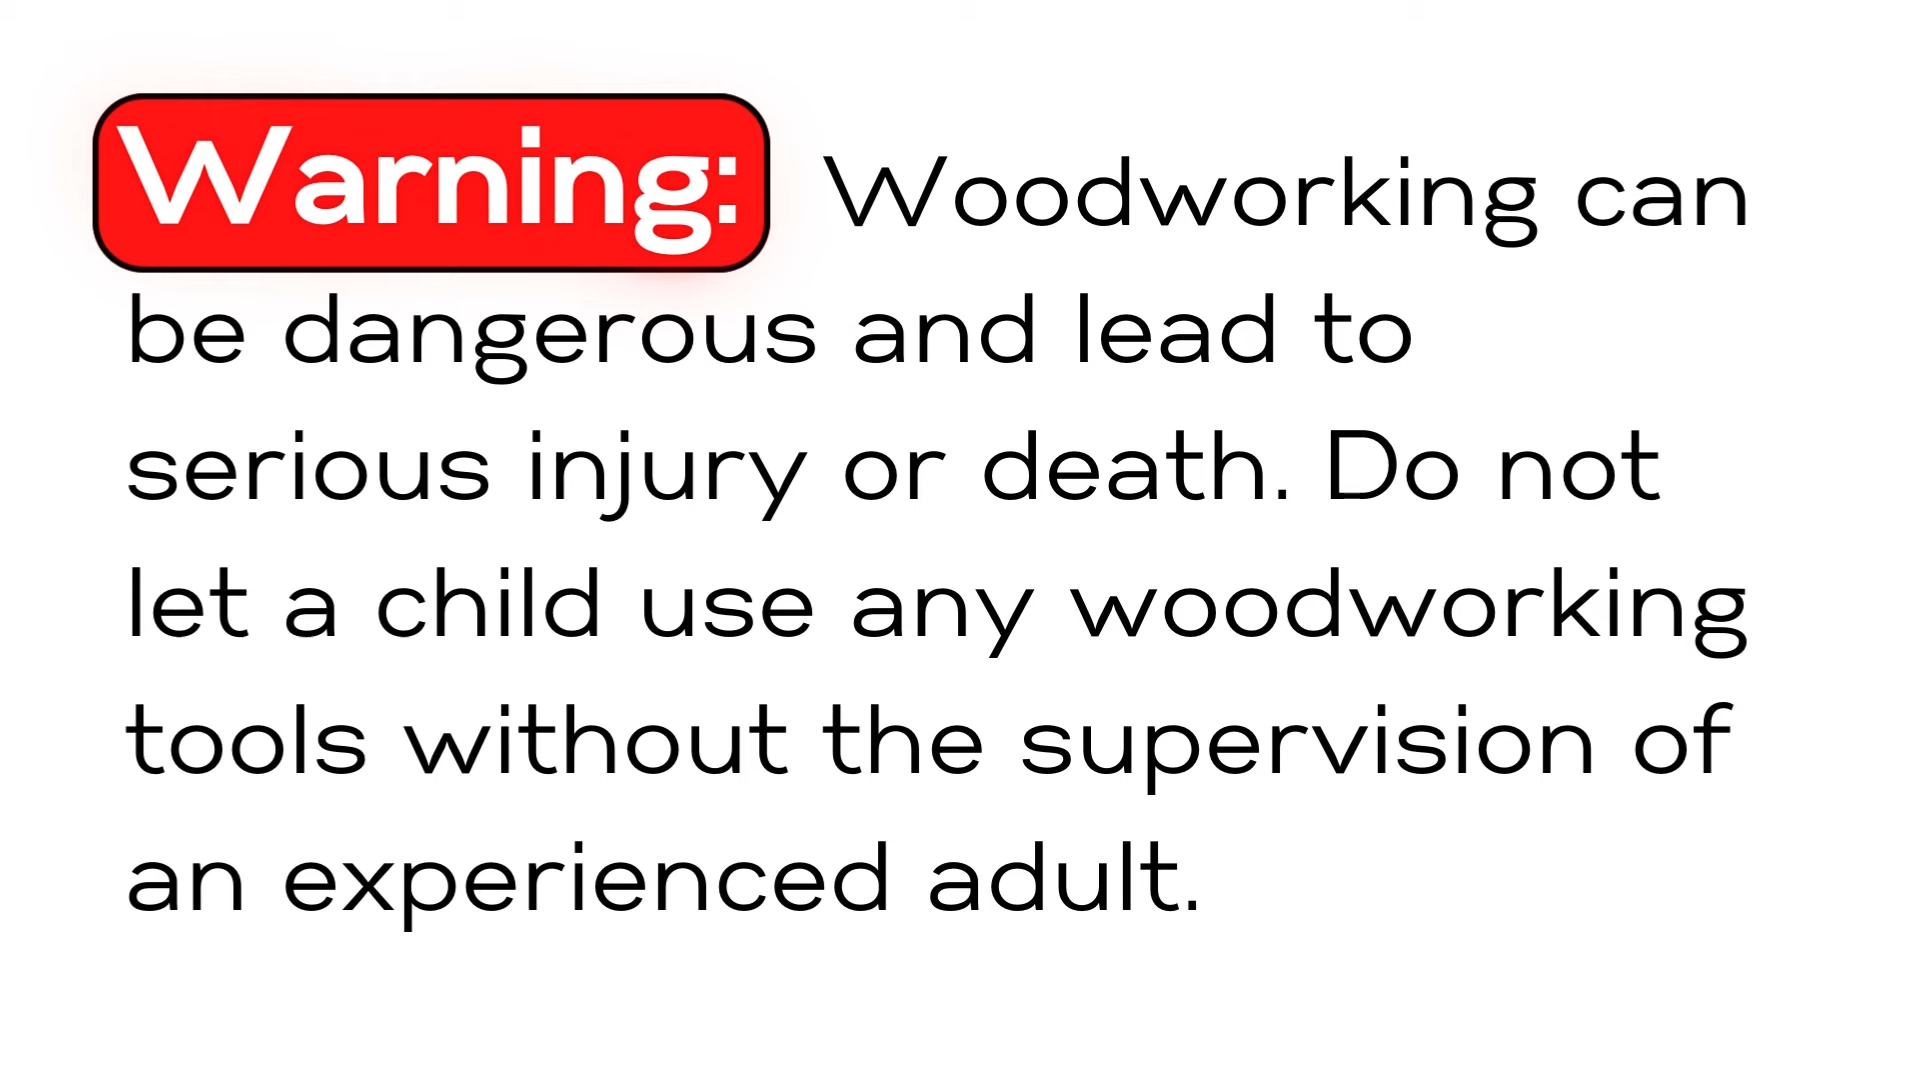 Warning: Woodworking can
be dangerous and lead to
serious injury or death. Do not
let a child use any woodworking
tools without the supervision of
an experienced adult.